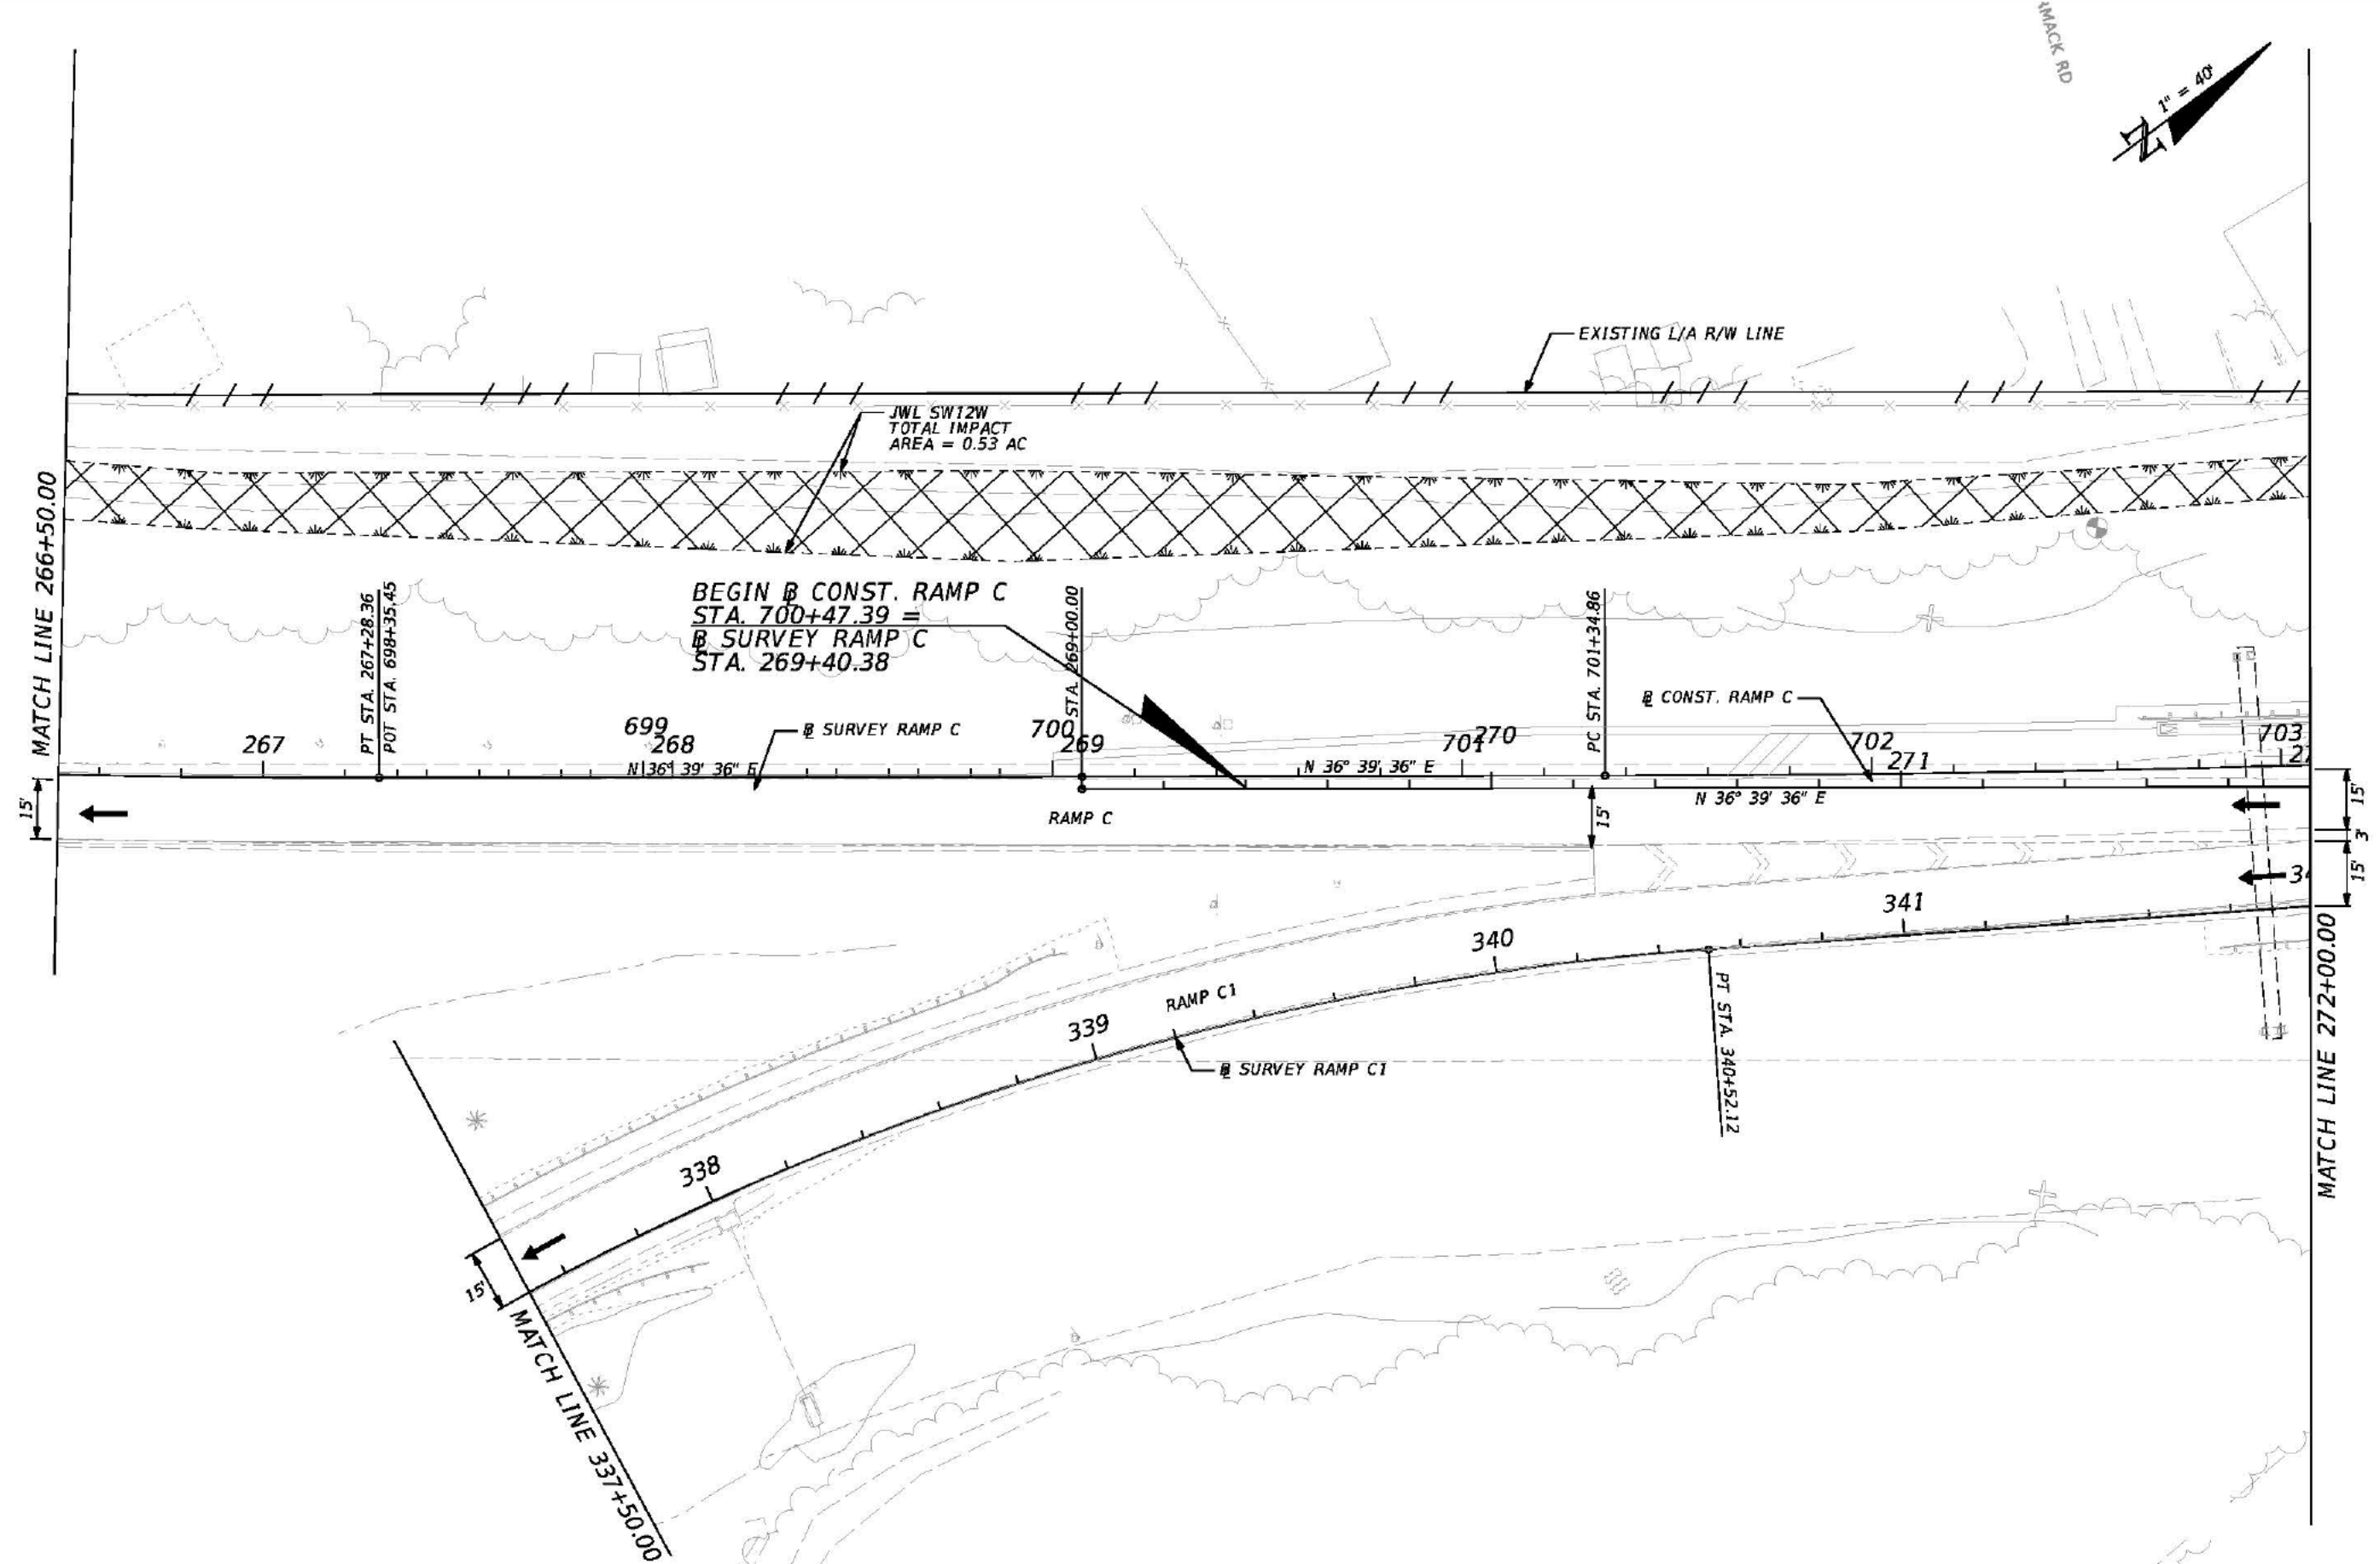 RMACK RD
1" = 40'
N
EXISTING L/A R/W LINE
JWL SW12W
TOTAL IMPACT
AREA = 0.53 AC
MATCH LINE 266+50.00
PT STA. 267+28.36
POT STA. 698+35.45
BEGIN ℄ CONST. RAMP C
STA. 700+47.39 =
℄ SURVEY RAMP C
STA. 269+40.38
STA. 269+00.00
PC STA. 701+34.86
℄ CONST. RAMP C
℄ SURVEY RAMP C
267
699
268
700
269
701
270
702
271
703
27
N 36° 39' 36" E
N 36° 39' 36" E
N 36° 39' 36" E
15'
RAMP C
15'
15'
3'
15'
34
341
340
339
338
RAMP C1
℄ SURVEY RAMP C1
PT STA. 340+52.12
MATCH LINE 272+00.00
15'
MATCH LINE 337+50.00